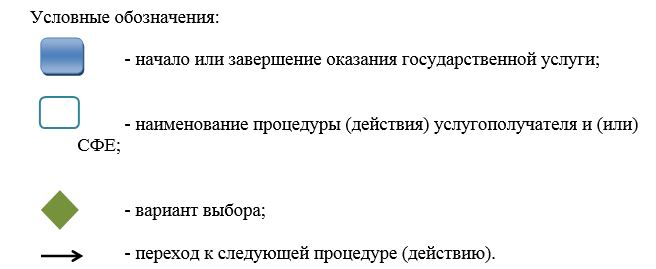 Условные обозначения:
- начало или завершение оказания государственной услуги;
- наименование процедуры (действия) услугополучателя и (или)
СФЕ;
- вариант выбора;
- переход к следующей процедуре (действию).